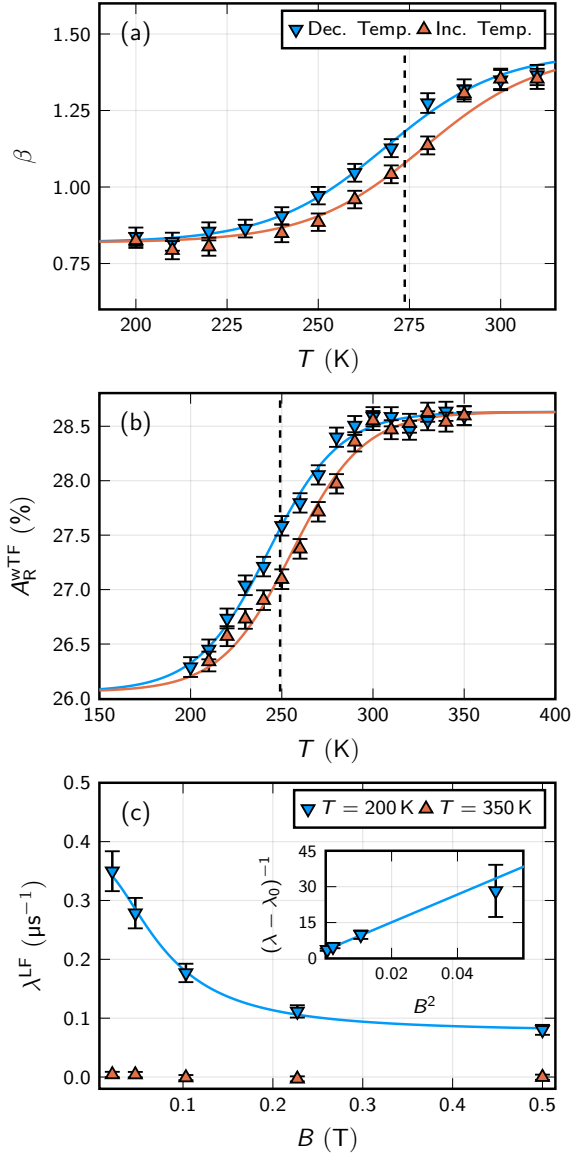 (a)
Dec. Temp. Inc. Temp.
1.50
1.25
1.00
0.75
β
200 225 250 275 300
T (K)
(b)
28.5
28.0
27.5
27.0
26.5
26.0
A_R^wTF (%)
150 200 250 300 350 400
T (K)
(c)
T = 200 K T = 350 K
0.5
0.4
0.3
0.2
0.1
0.0
λ^LF (μs⁻¹)
45
30
15
0
(λ − λ₀)⁻¹
0.02 0.04
B²
0.1 0.2 0.3 0.4 0.5
B (T)